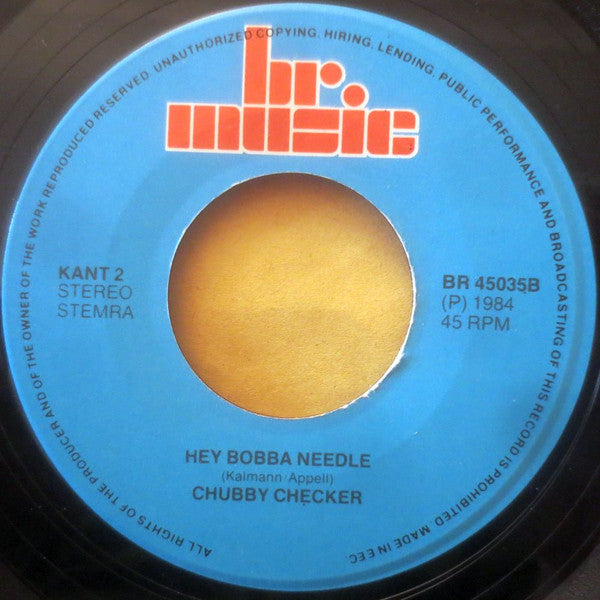 br
music
KANT 2
STEREO
STEMRA
BR 45035B
(P) 1984
45 RPM
HEY BOBBA NEEDLE
(Kalmann Appell)
CHUBBY CHECKER
ALL RIGHTS OF THE PRODUCER AND OF THE OWNER OF THE WORK REPRODUCED RESERVED. UNAUTHORIZED COPYING, HIRING, LENDING, PUBLIC PERFORMANCE AND BROADCASTING OF THIS RECORD IS PROHIBITED. MADE IN EEC.